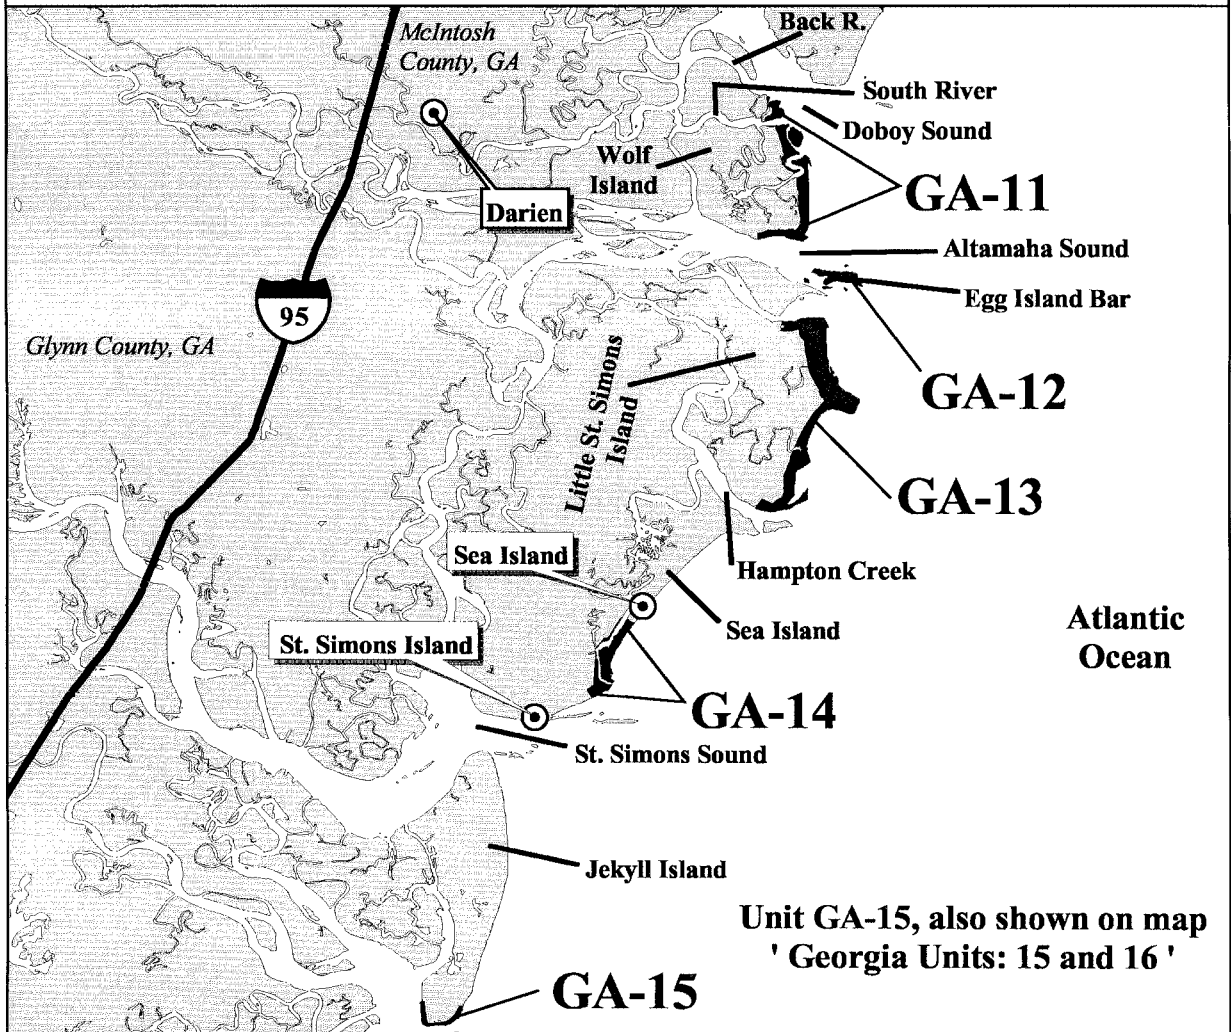 Back R.
McIntosh
County, GA
South River
Doboy Sound
Wolf
Island
GA-11
Darien
Altamaha Sound
Egg Island Bar
95
Glynn County, GA
Little St. Simons
Island
GA-12
GA-13
Sea Island
Hampton Creek
Sea Island
Atlantic
Ocean
St. Simons Island
GA-14
St. Simons Sound
Jekyll Island
Unit GA-15, also shown on map
' Georgia Units: 15 and 16 '
GA-15